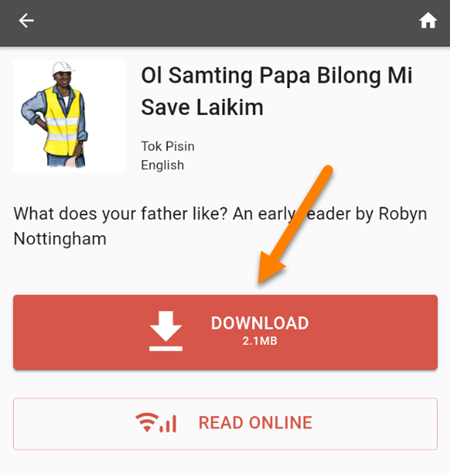 Ol Samting Papa Bilong Mi
Save Laikim
Tok Pisin
English
What does your father like? An early reader by Robyn
Nottingham
DOWNLOAD
2.1MB
READ ONLINE